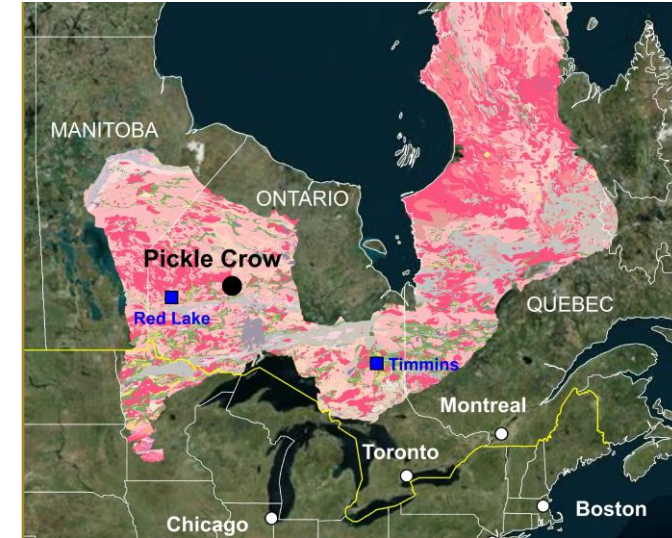 MANITOBA
ONTARIO
Pickle Crow
Red Lake
QUEBEC
Timmins
Montreal
Toronto
Boston
Chicago